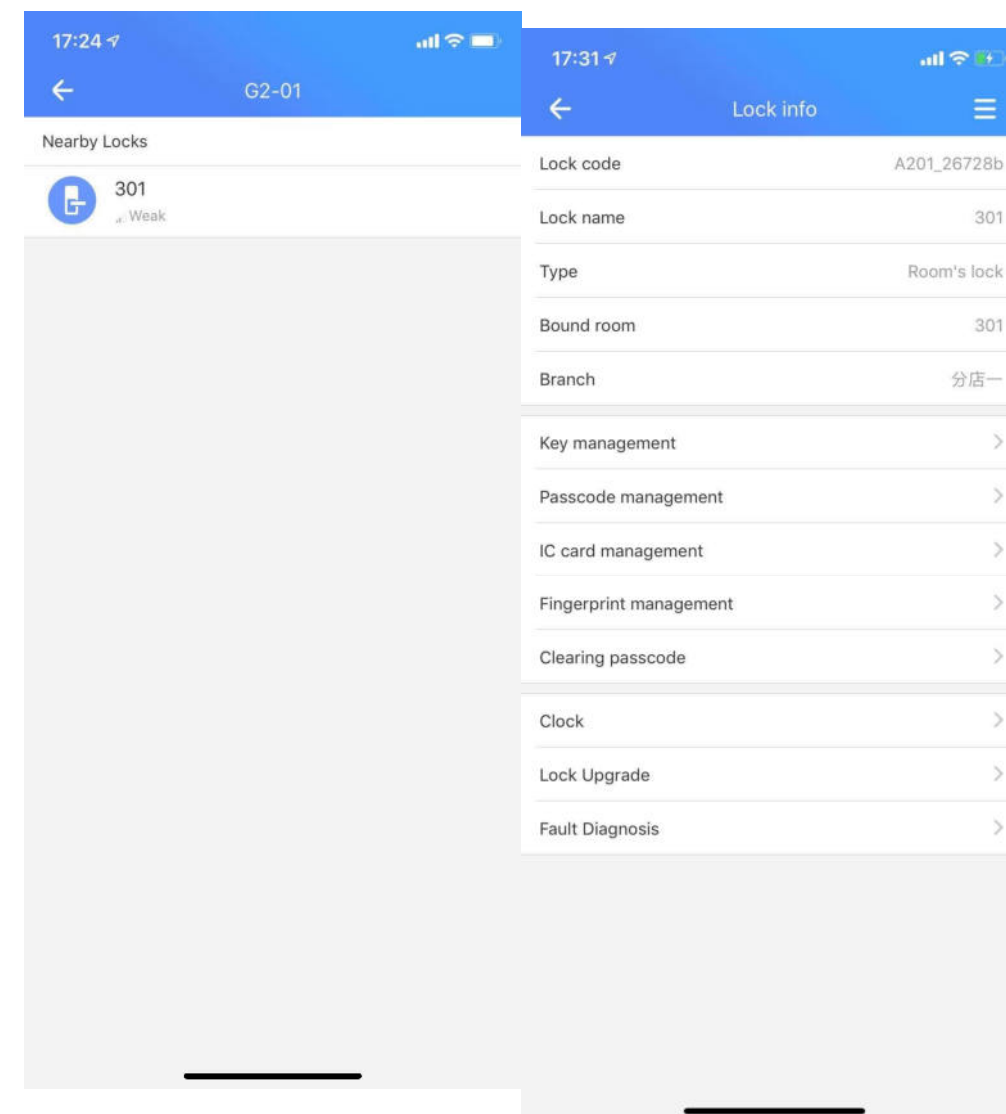 17:24
G2-01
Nearby Locks
301
Weak
17:31
Lock info
Lock code A201_26728b
Lock name 301
Type Room's lock
Bound room 301
Branch 分店一
Key management
Passcode management
IC card management
Fingerprint management
Clearing passcode
Clock
Lock Upgrade
Fault Diagnosis